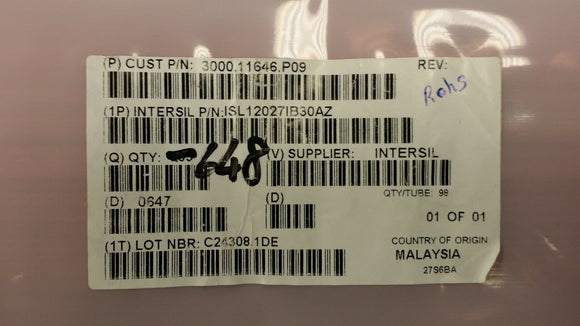 (P) CUST P/N: 3000.11646.P09 REV:
Rohs
(1P) INTERSIL P/N:ISL12027IB30AZ
(Q) QTY: 648 (V) SUPPLIER: INTERSIL
QTY/TUBE: 98
(D) 0647 (D)
01 OF 01
(1T) LOT NBR: C24308.1DE
COUNTRY OF ORIGIN
MALAYSIA
27S6BA